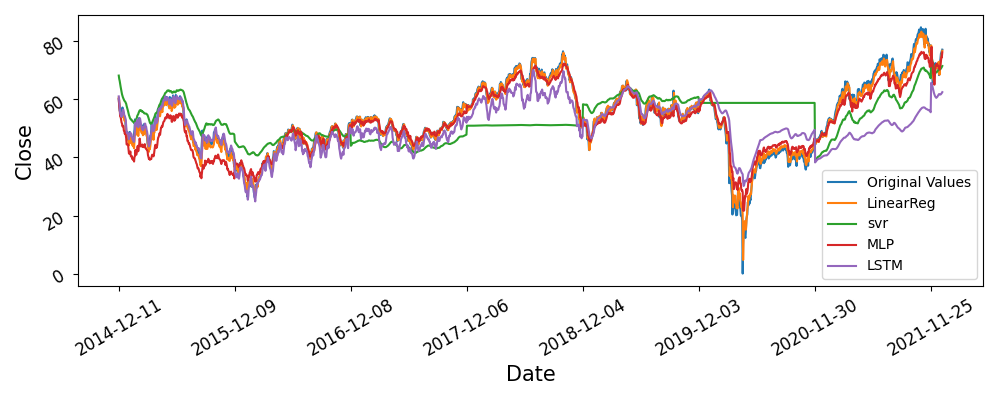 Close
80
60
40
20
0
Original Values
LinearReg
svr
MLP
LSTM
2014-12-11
2015-12-09
2016-12-08
2017-12-06
2018-12-04
2019-12-03
2020-11-30
2021-11-25
Date